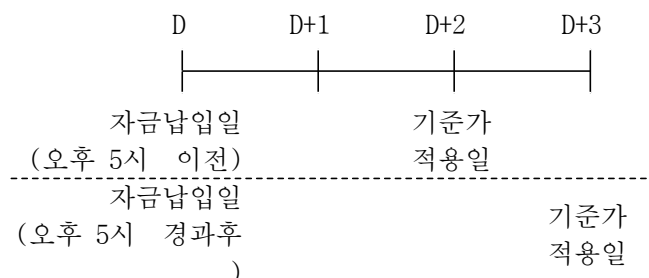 D D+1 D+2 D+3
자금납입일 기준가
(오후 5시 이전) 적용일
자금납입일
(오후 5시 경과후
)
기준가
적용일